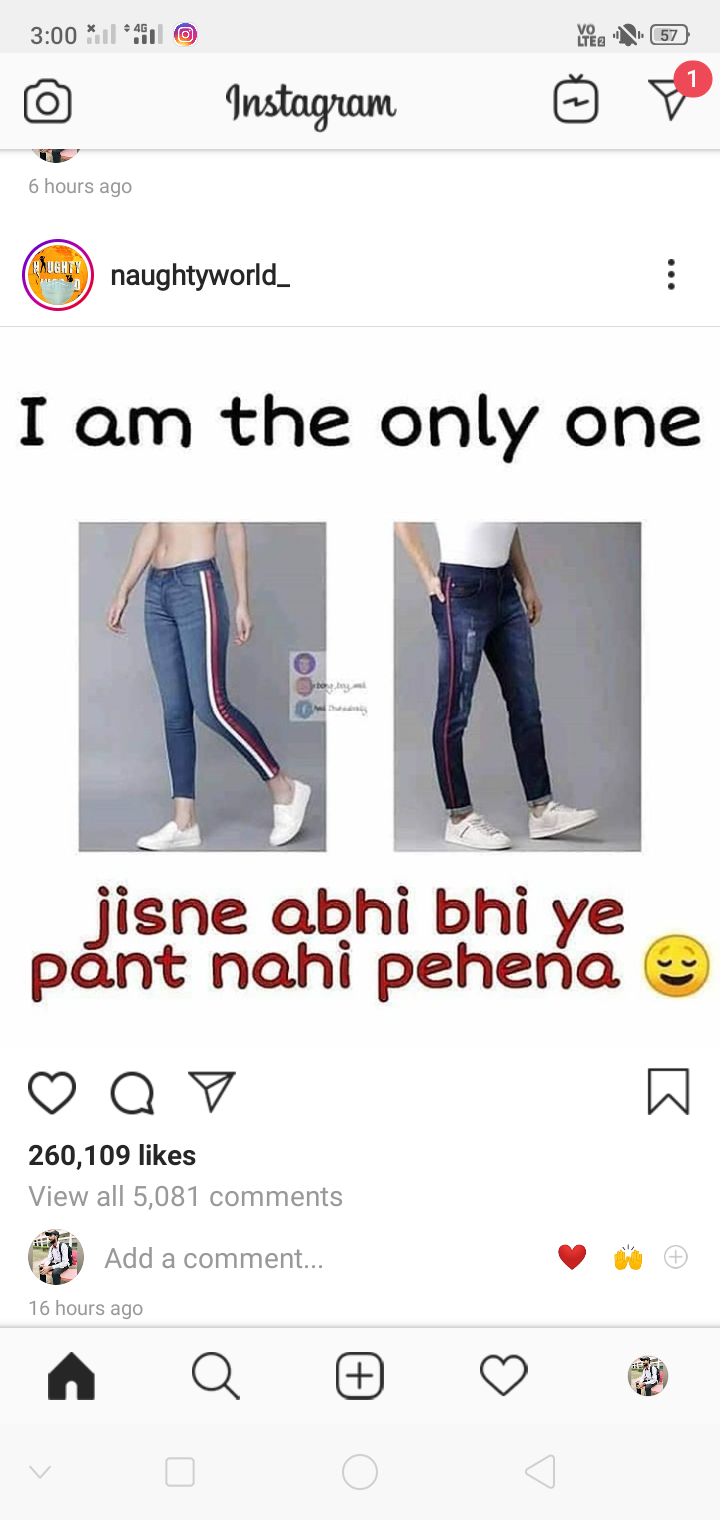 3:00
4G
VO
LTE2
57
Instagram
1
6 hours ago
NAUGHTY
naughtyworld_
I am the only one
jisne abhi bhi ye
pant nahi pehena
260,109 likes
View all 5,081 comments
Add a comment...
16 hours ago